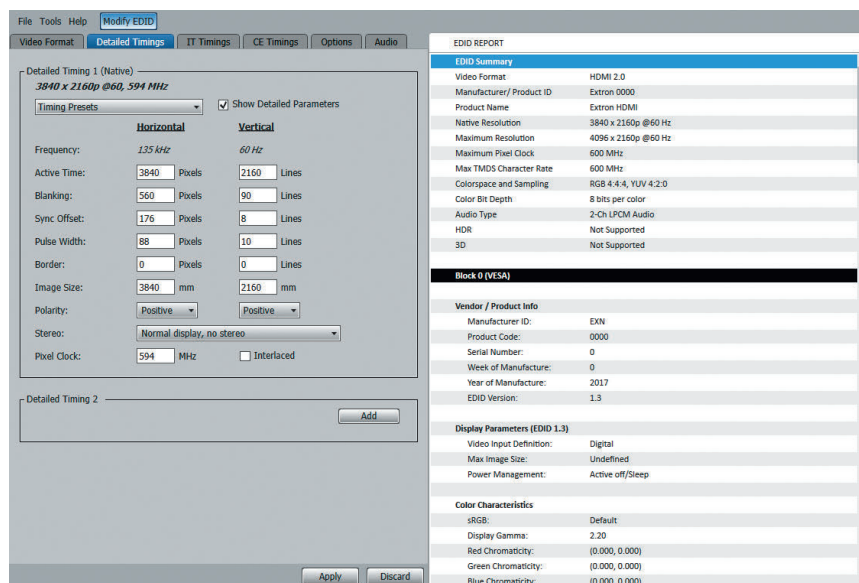 File Tools Help Modify EDID
Video Format Detailed Timings IT Timings CE Timings Options Audio
Detailed Timing 1 (Native)
3840 x 2160p @60, 594 MHz
Timing Presets Show Detailed Parameters
Horizontal Vertical
Frequency: 135 kHz 60 Hz
Active Time: 3840 Pixels 2160 Lines
Blanking: 560 Pixels 90 Lines
Sync Offset: 176 Pixels 8 Lines
Pulse Width: 88 Pixels 10 Lines
Border: 0 Pixels 0 Lines
Image Size: 3840 mm 2160 mm
Polarity: Positive Positive
Stereo: Normal display, no stereo
Pixel Clock: 594 MHz Interlaced
Detailed Timing 2
Add
Apply Discard
EDID REPORT
EDID Summary
Video Format HDMI 2.0
Manufacturer/ Product ID Extron 0000
Product Name Extron HDMI
Native Resolution 3840 x 2160p @60 Hz
Maximum Resolution 4096 x 2160p @60 Hz
Maximum Pixel Clock 600 MHz
Max TMDS Character Rate 600 MHz
Colorspace and Sampling RGB 4:4:4, YUV 4:2:0
Color Bit Depth 8 bits per color
Audio Type 2-Ch LPCM Audio
HDR Not Supported
3D Not Supported
Block 0 (VESA)
Vendor / Product Info
Manufacturer ID: EXN
Product Code: 0000
Serial Number: 0
Week of Manufacture: 0
Year of Manufacture: 2017
EDID Version: 1.3
Display Parameters (EDID 1.3)
Video Input Definition: Digital
Max Image Size: Undefined
Power Management: Active off/Sleep
Color Characteristics
sRGB: Default
Display Gamma: 2.20
Red Chromaticity: (0.000, 0.000)
Green Chromaticity: (0.000, 0.000)
Blue Chromaticity: (0.000, 0.000)